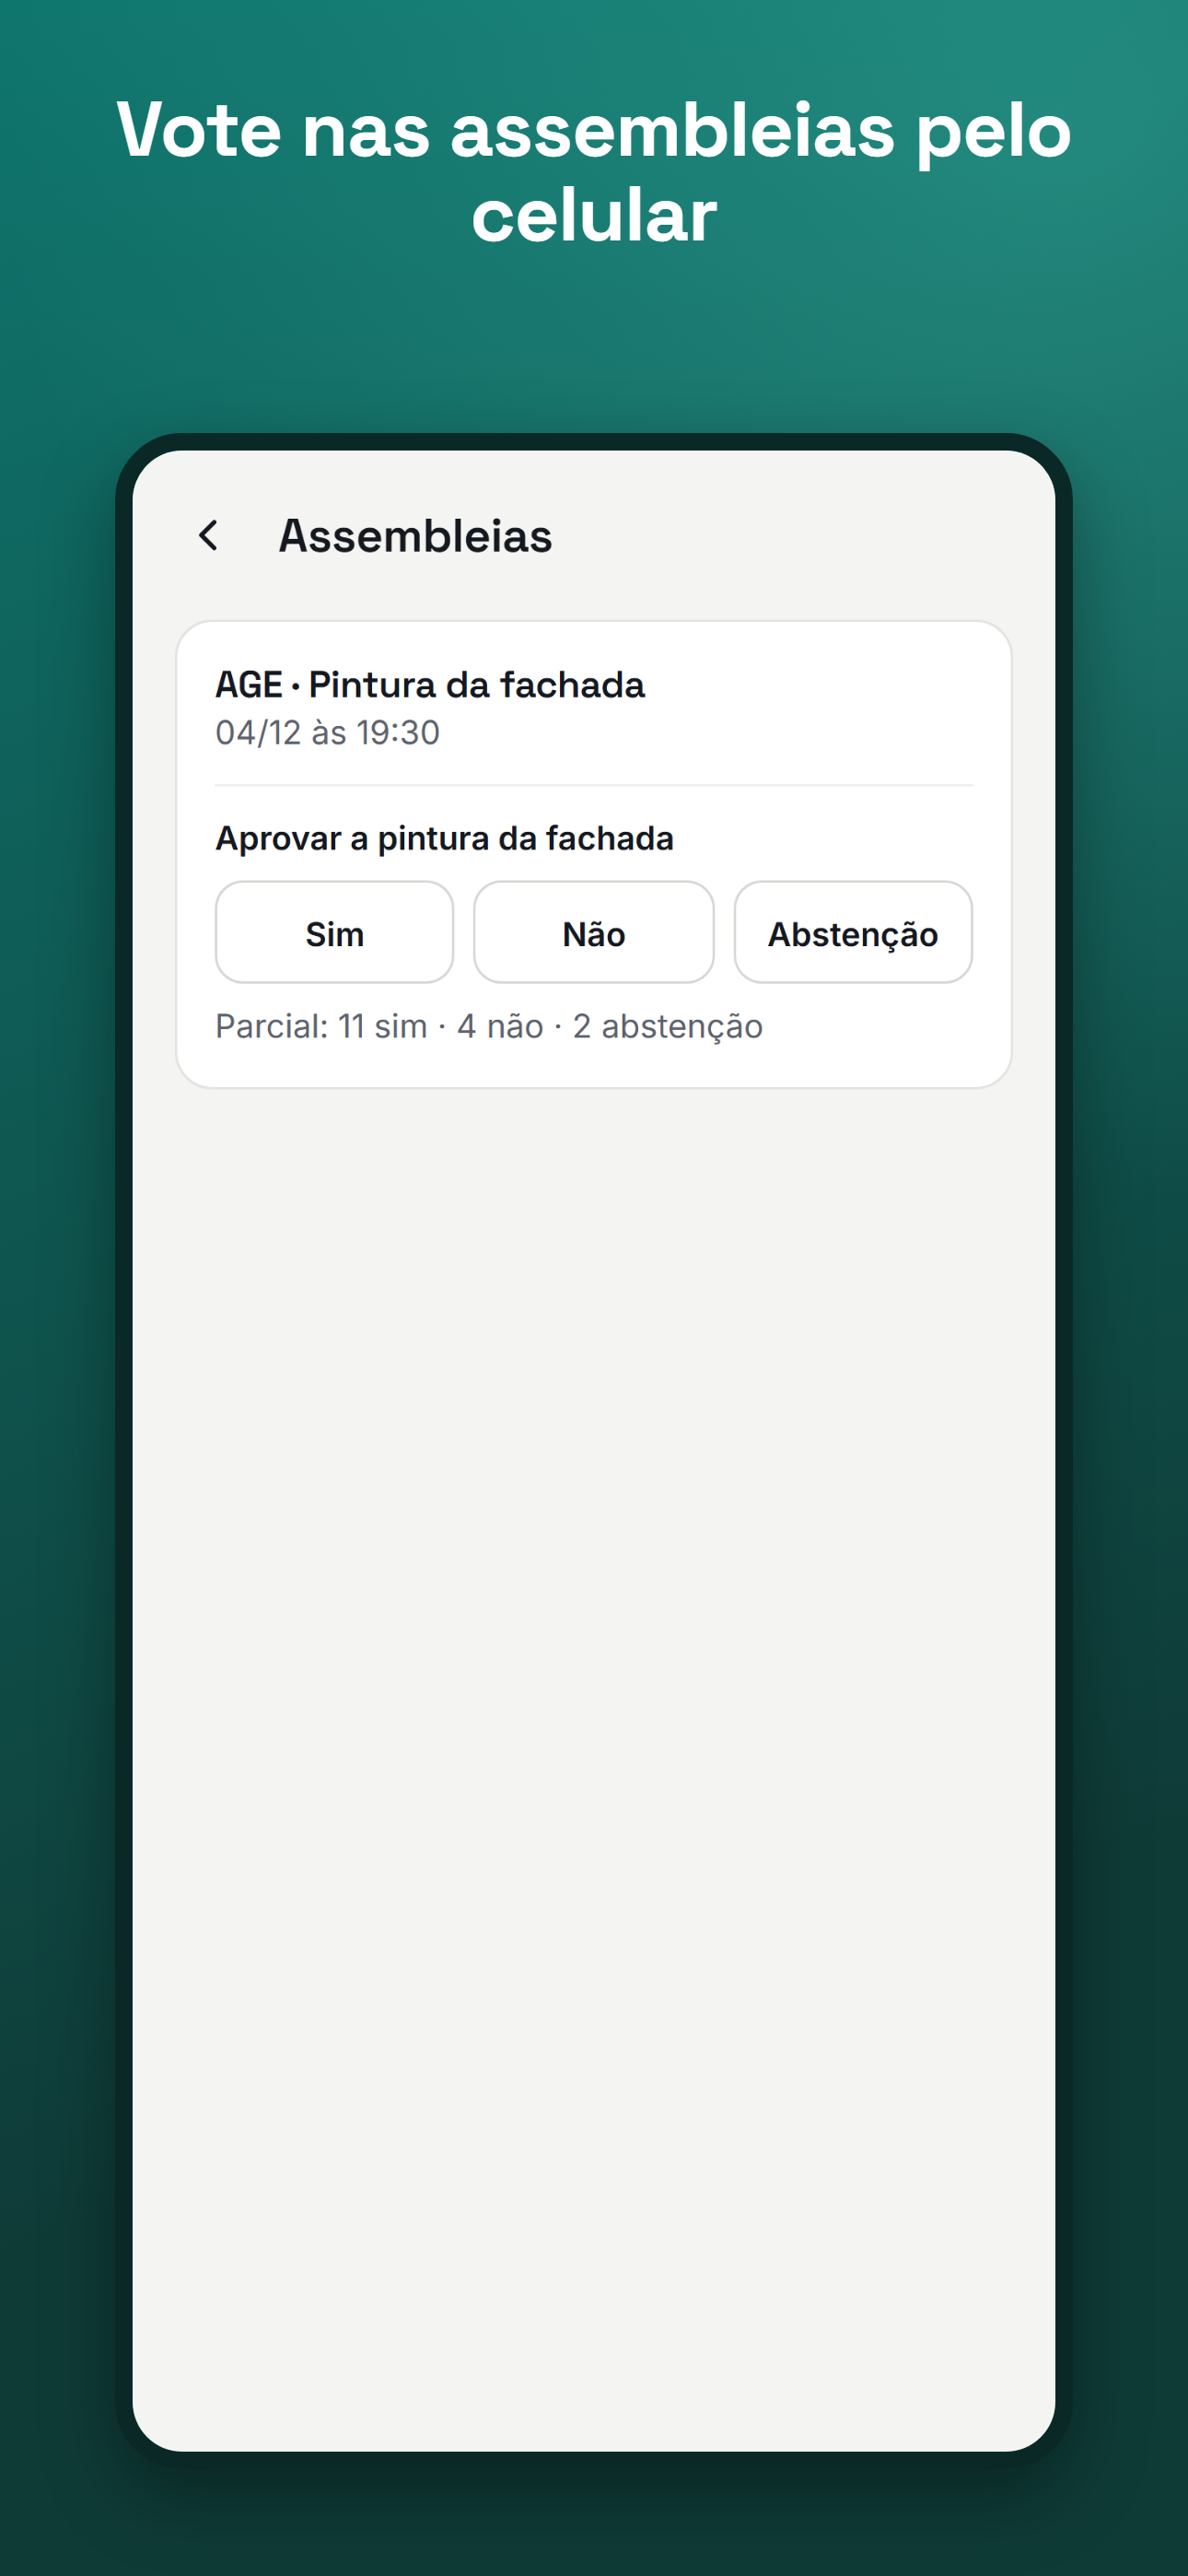 Vote nas assembleias pelo
celular
Assembleias
AGE · Pintura da fachada
04/12 às 19:30
Aprovar a pintura da fachada
Sim
Não
Abstenção
Parcial: 11 sim · 4 não · 2 abstenção